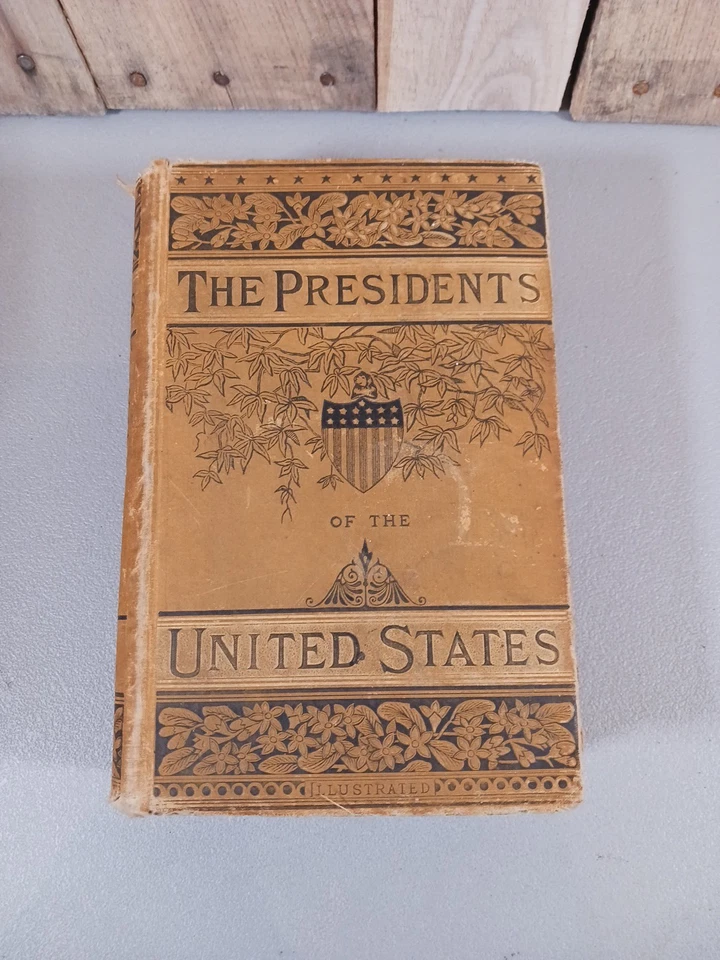 THE PRESIDENTS
OF THE
UNITED STATES
ILLUSTRATED